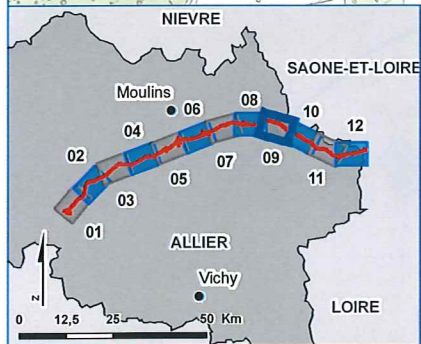 NIEVRE
SAONE-ET-LOIRE
Moulins
06
08
10
12
04
02
07
09
11
05
03
01
ALLIER
Vichy
LOIRE
N
0 12,5 25 50 Km